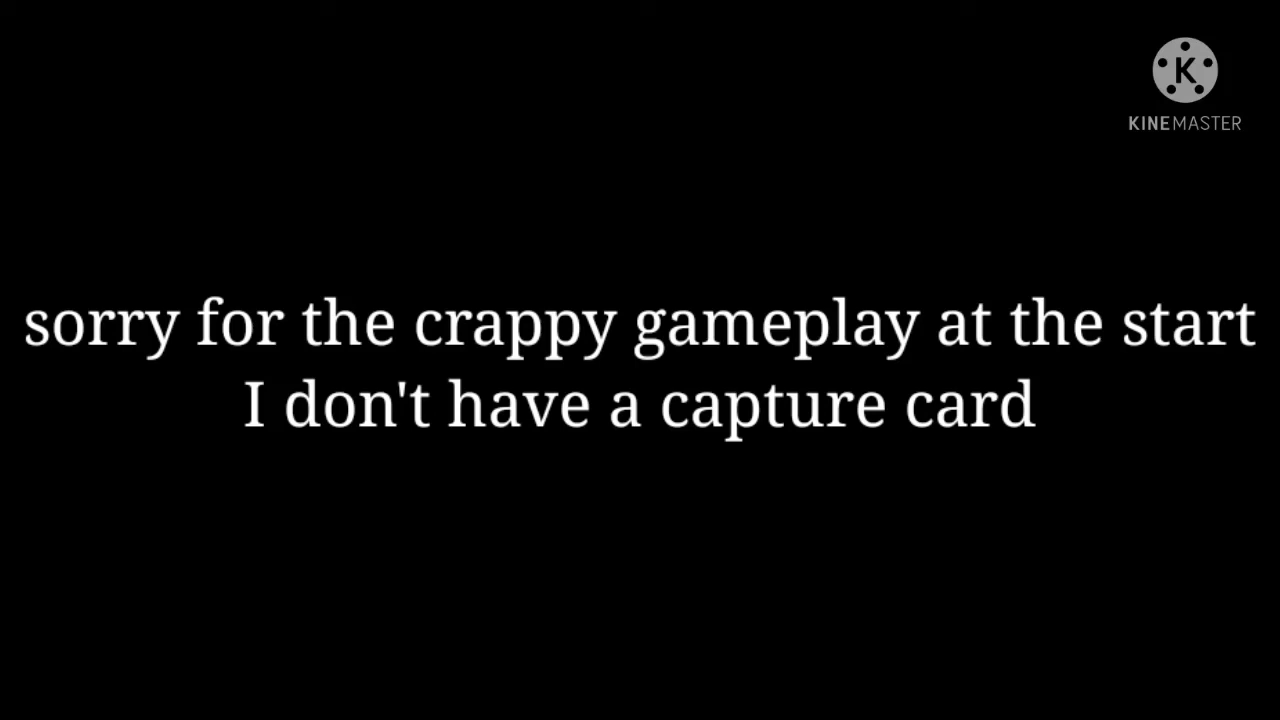 K
KINEMASTER
sorry for the crappy gameplay at the start
I don't have a capture card